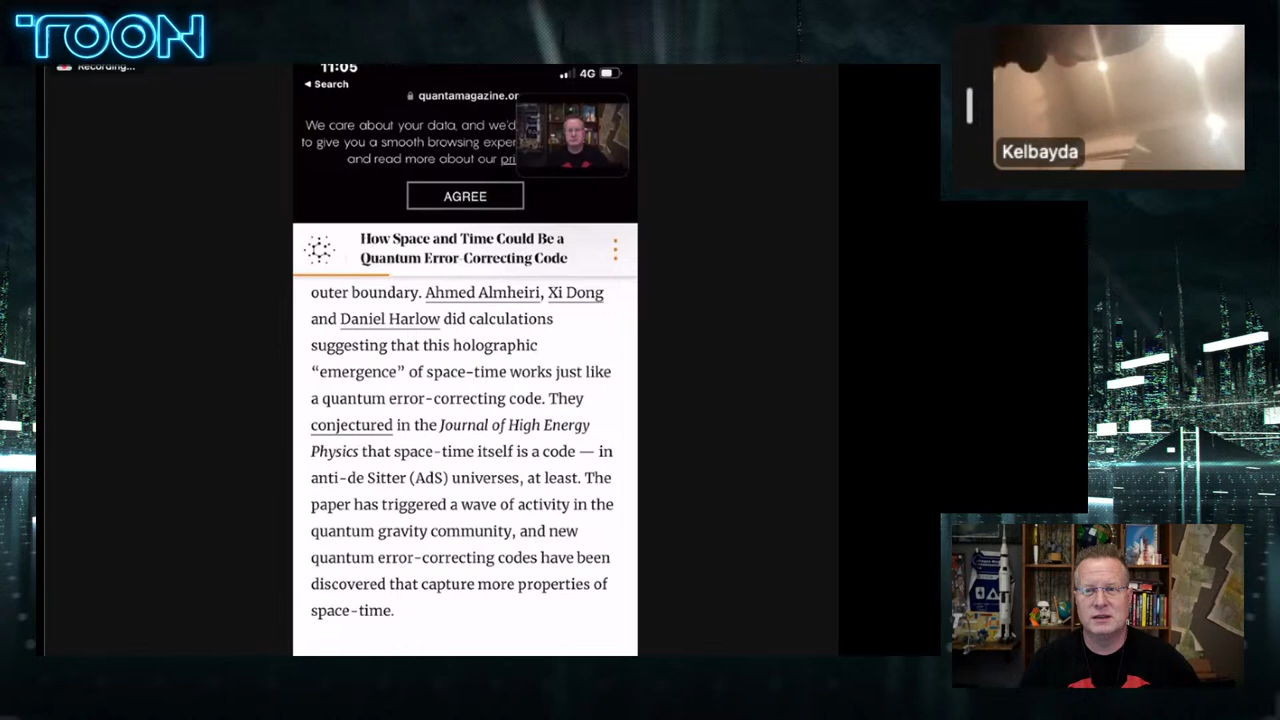 TOON
Recording...
11:05
4G
Search
quantamagazine.or
We care about your data, and we'd
to give you a smooth browsing exper
and read more about our pri
AGREE
How Space and Time Could Be a
Quantum Error-Correcting Code
outer boundary. Ahmed Almheiri, Xi Dong
and Daniel Harlow did calculations
suggesting that this holographic
“emergence” of space-time works just like
a quantum error-correcting code. They
conjectured in the Journal of High Energy
Physics that space-time itself is a code — in
anti-de Sitter (AdS) universes, at least. The
paper has triggered a wave of activity in the
quantum gravity community, and new
quantum error-correcting codes have been
discovered that capture more properties of
space-time.
Kelbayda